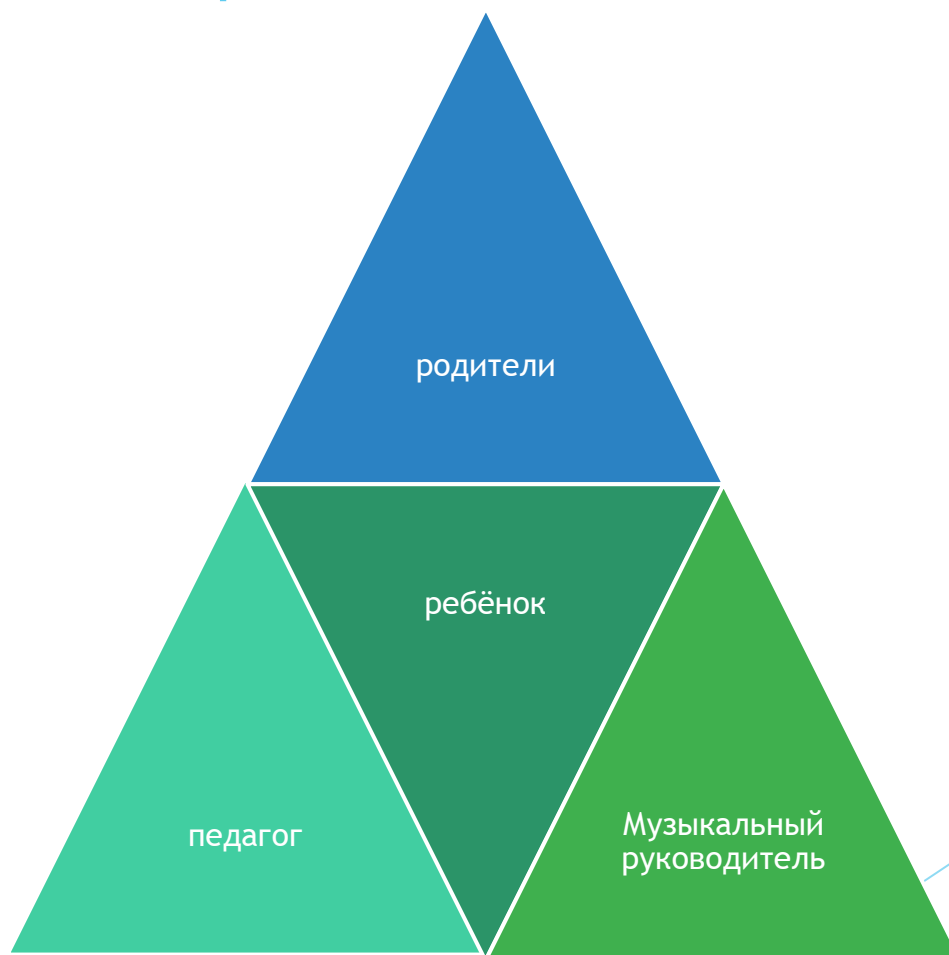 родители
ребёнок
педагог
Музыкальный
руководитель